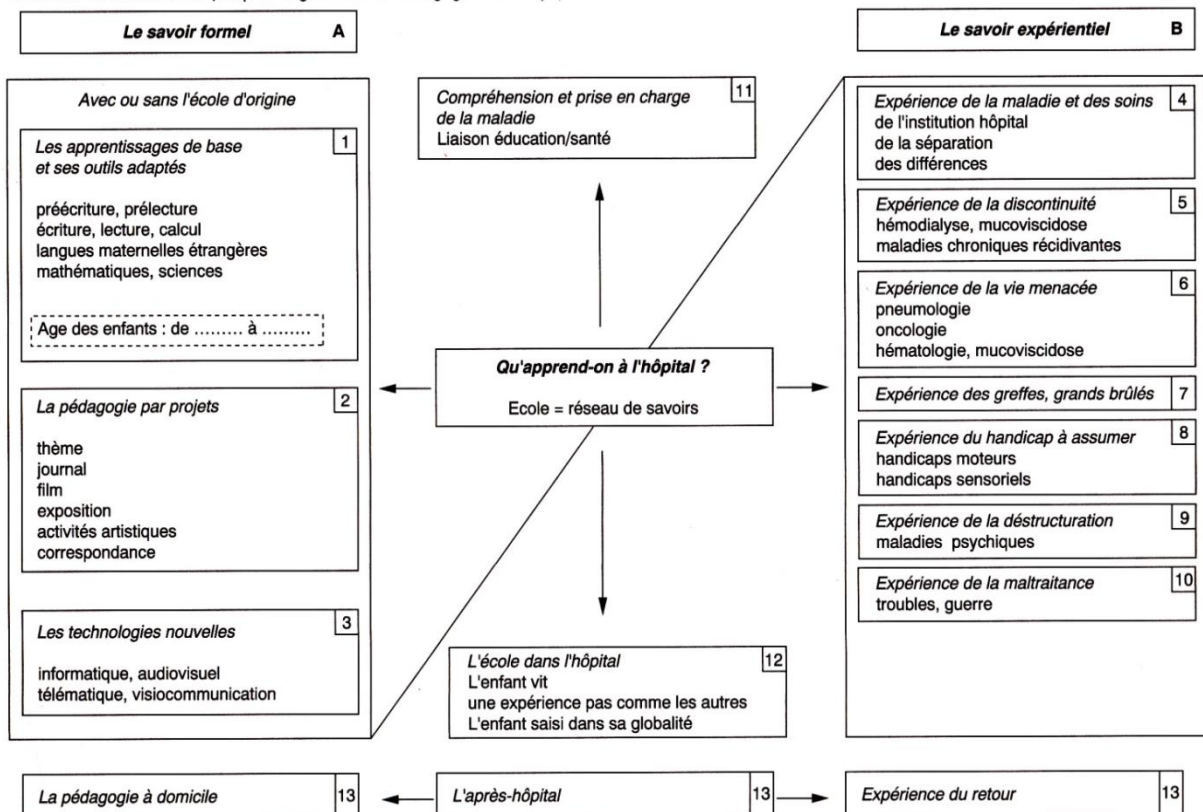 Le savoir formel A
Avec ou sans l'école d'origine
Les apprentissages de base 1
et ses outils adaptés
préécriture, prélecture
écriture, lecture, calcul
langues maternelles étrangères
mathématiques, sciences
Age des enfants : de ......... à .........
La pédagogie par projets 2
thème
journal
film
exposition
activités artistiques
correspondance
Les technologies nouvelles 3
informatique, audiovisuel
télématique, visiocommunication
Compréhension et prise en charge 11
de la maladie
Liaison éducation/santé
Qu'apprend-on à l'hôpital ?
Ecole = réseau de savoirs
L'école dans l'hôpital 12
L'enfant vit
une expérience pas comme les autres
L'enfant saisi dans sa globalité
Le savoir expérientiel B
Expérience de la maladie et des soins 4
de l'institution hôpital
de la séparation
des différences
Expérience de la discontinuité 5
hémodialyse, mucoviscidose
maladies chroniques récidivantes
Expérience de la vie menacée 6
pneumologie
oncologie
hématologie, mucoviscidose
Expérience des greffes, grands brûlés 7
Expérience du handicap à assumer 8
handicaps moteurs
handicaps sensoriels
Expérience de la déstructuration 9
maladies psychiques
Expérience de la maltraitance 10
troubles, guerre
La pédagogie à domicile 13
L'après-hôpital 13
Expérience du retour 13